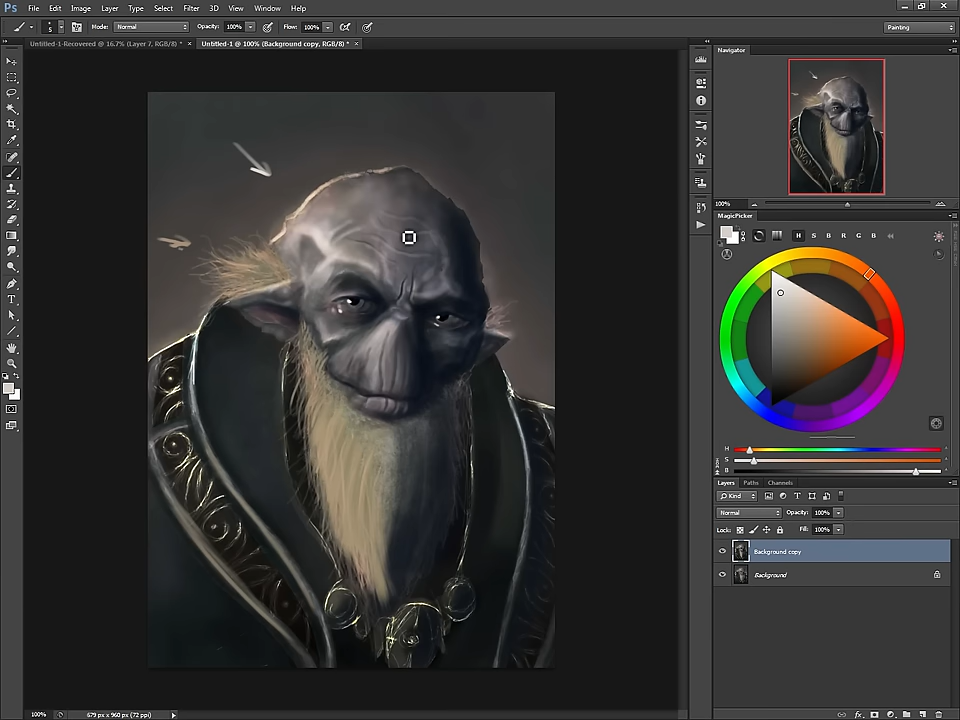 Ps File Edit Image Layer Type Select Filter 3D View Window Help
5 Mode: Normal Opacity: 100% Flow: 100% Painting
Untitled-1-Recovered @ 16.7% (Layer 7, RGB/8) * × Untitled-1 @ 100% (Background copy, RGB/8) * ×
Navigator
100%
MagicPicker
H S B R G B
H
S
B
Layers Paths Channels
Kind
Normal Opacity: 100%
Lock: Fill: 100%
Background copy
Background
100% 679 px x 960 px (72 ppi)